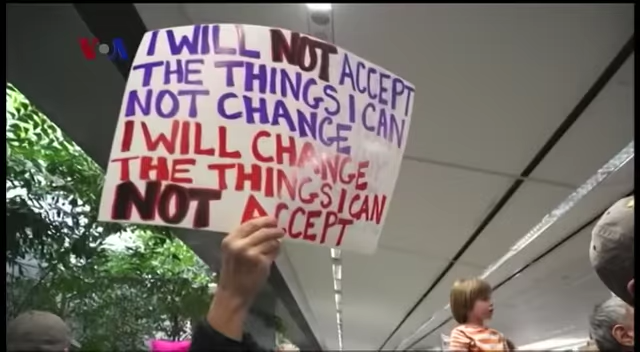 VOA
I WILL NOT ACCEPT
THE THINGS I CAN
NOT CHANGE
I WILL CHANGE
THE THINGS I CAN
NOT ACCEPT